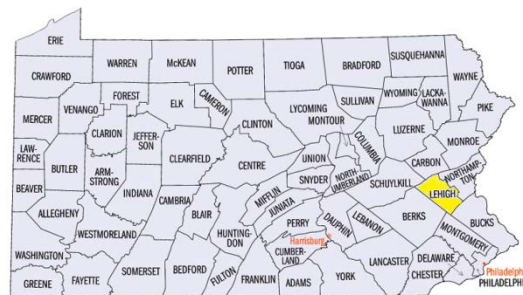 ERIE
CRAWFORD
WARREN
McKEAN
POTTER
TIOGA
BRADFORD
SUSQUEHANNA
WAYNE
WYOMING
LACKA-
WANNA
PIKE
SULLIVAN
MERCER
VENANGO
FOREST
ELK
CAMERON
CLINTON
LYCOMING
MONTOUR
COLUMBIA
LUZERNE
MONROE
CARBON
NORTHAMP-
TON
LAW-
RENCE
BUTLER
CLARION
JEFFER-
SON
CLEARFIELD
CENTRE
UNION
SNYDER
NORTH-
UMBERLAND
SCHUYLKILL
LEHIGH
BEAVER
ARM-
STRONG
INDIANA
CAMBRIA
BLAIR
MIFFLIN
JUNIATA
PERRY
DAUPHIN
LEBANON
BERKS
BUCKS
MONTGOMERY
ALLEGHENY
WESTMORELAND
HUNTING-
DON
Harrisburg
CUMBER-
LAND
LANCASTER
DELAWARE
CHESTER
Philadelph
PHILADELPH
WASHINGTON
GREENE
FAYETTE
SOMERSET
BEDFORD
FULTON
FRANKLIN
ADAMS
YORK